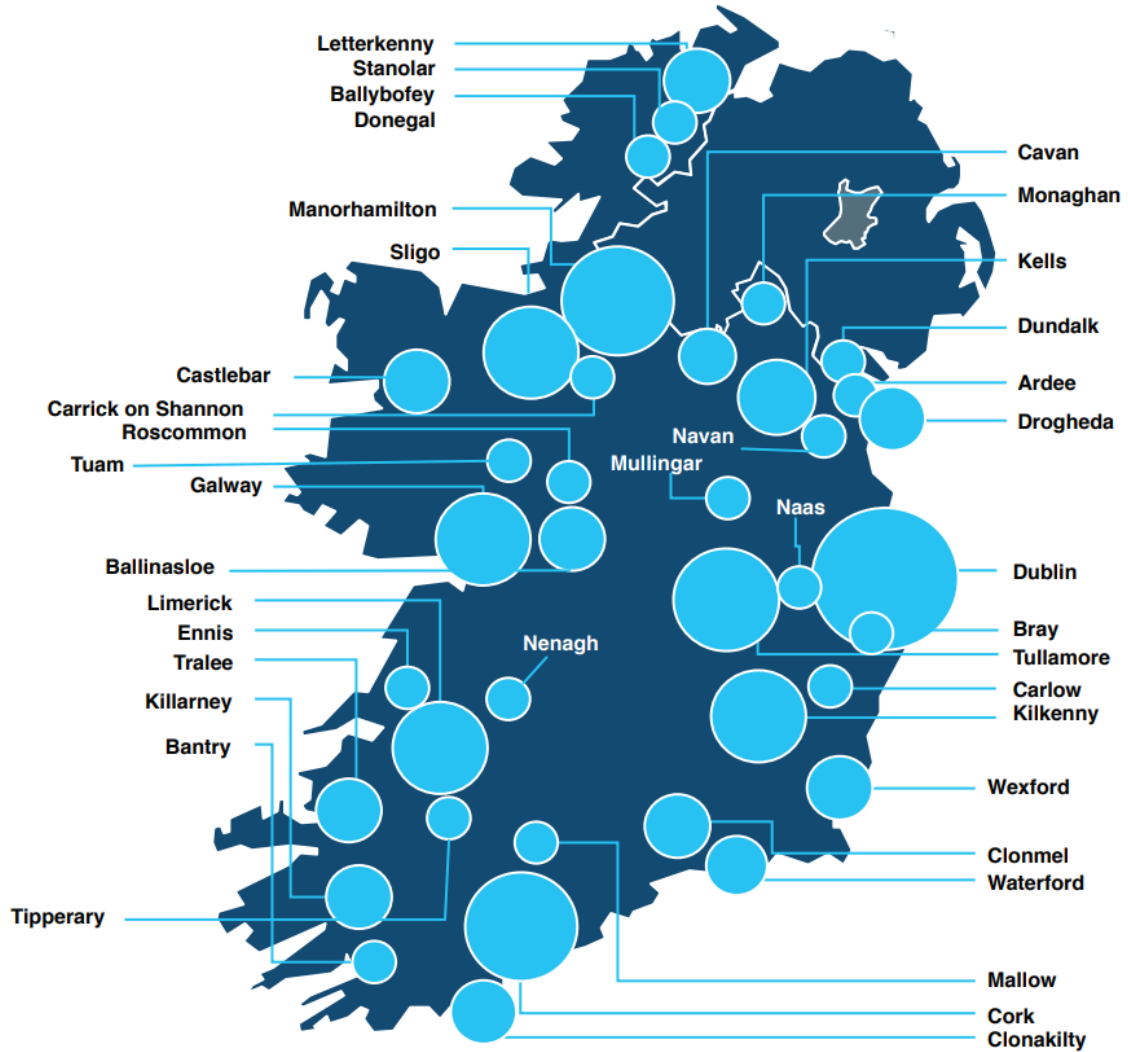 Letterkenny
Stanolar
Ballybofey
Donegal
Manorhamilton
Sligo
Castlebar
Carrick on Shannon
Roscommon
Tuam
Galway
Ballinasloe
Limerick
Ennis
Tralee
Killarney
Bantry
Tipperary
Navan
Mullingar
Naas
Nenagh
Cavan
Monaghan
Kells
Dundalk
Ardee
Drogheda
Dublin
Bray
Tullamore
Carlow
Kilkenny
Wexford
Clonmel
Waterford
Mallow
Cork
Clonakilty